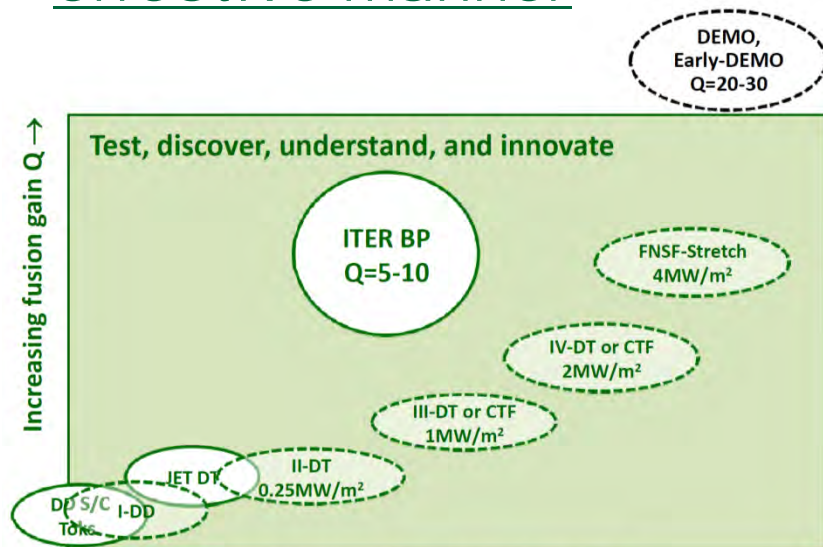 DEMO,
Early-DEMO
Q=20-30
Increasing fusion gain Q →
Test, discover, understand, and innovate
ITER BP
Q=5-10
FNSF-Stretch
4MW/m²
IV-DT or CTF
2MW/m²
III-DT or CTF
1MW/m²
JET DT
II-DT
0.25MW/m²
DD S/C
Toks
I-DD